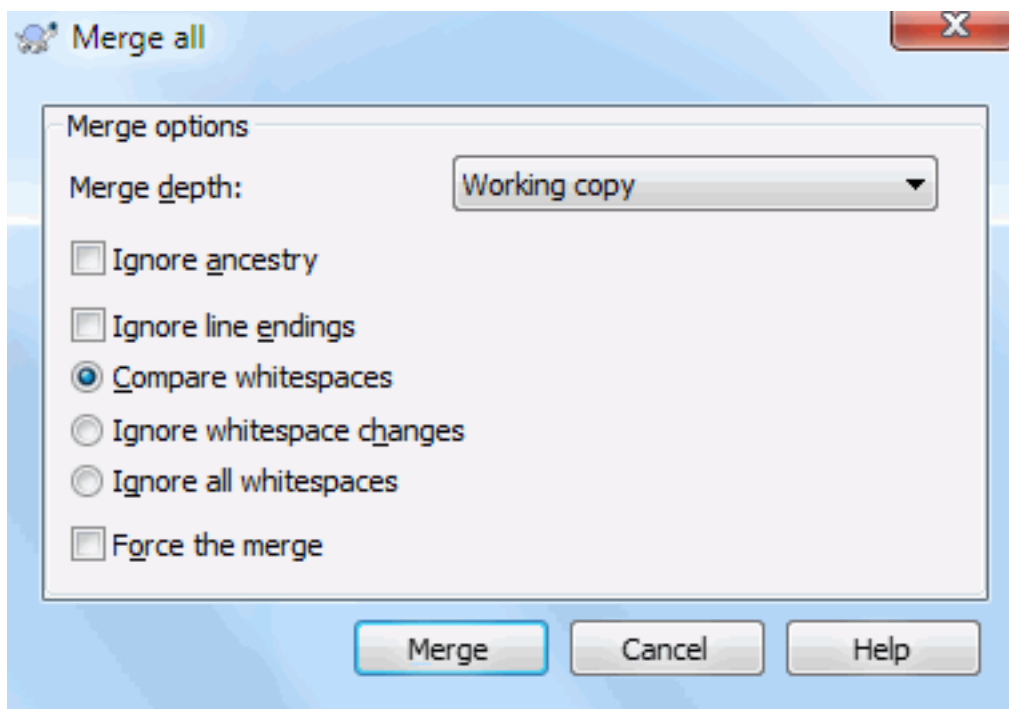 Merge all
Merge options
Merge depth: Working copy
Ignore ancestry
Ignore line endings
Compare whitespaces
Ignore whitespace changes
Ignore all whitespaces
Force the merge
Merge Cancel Help